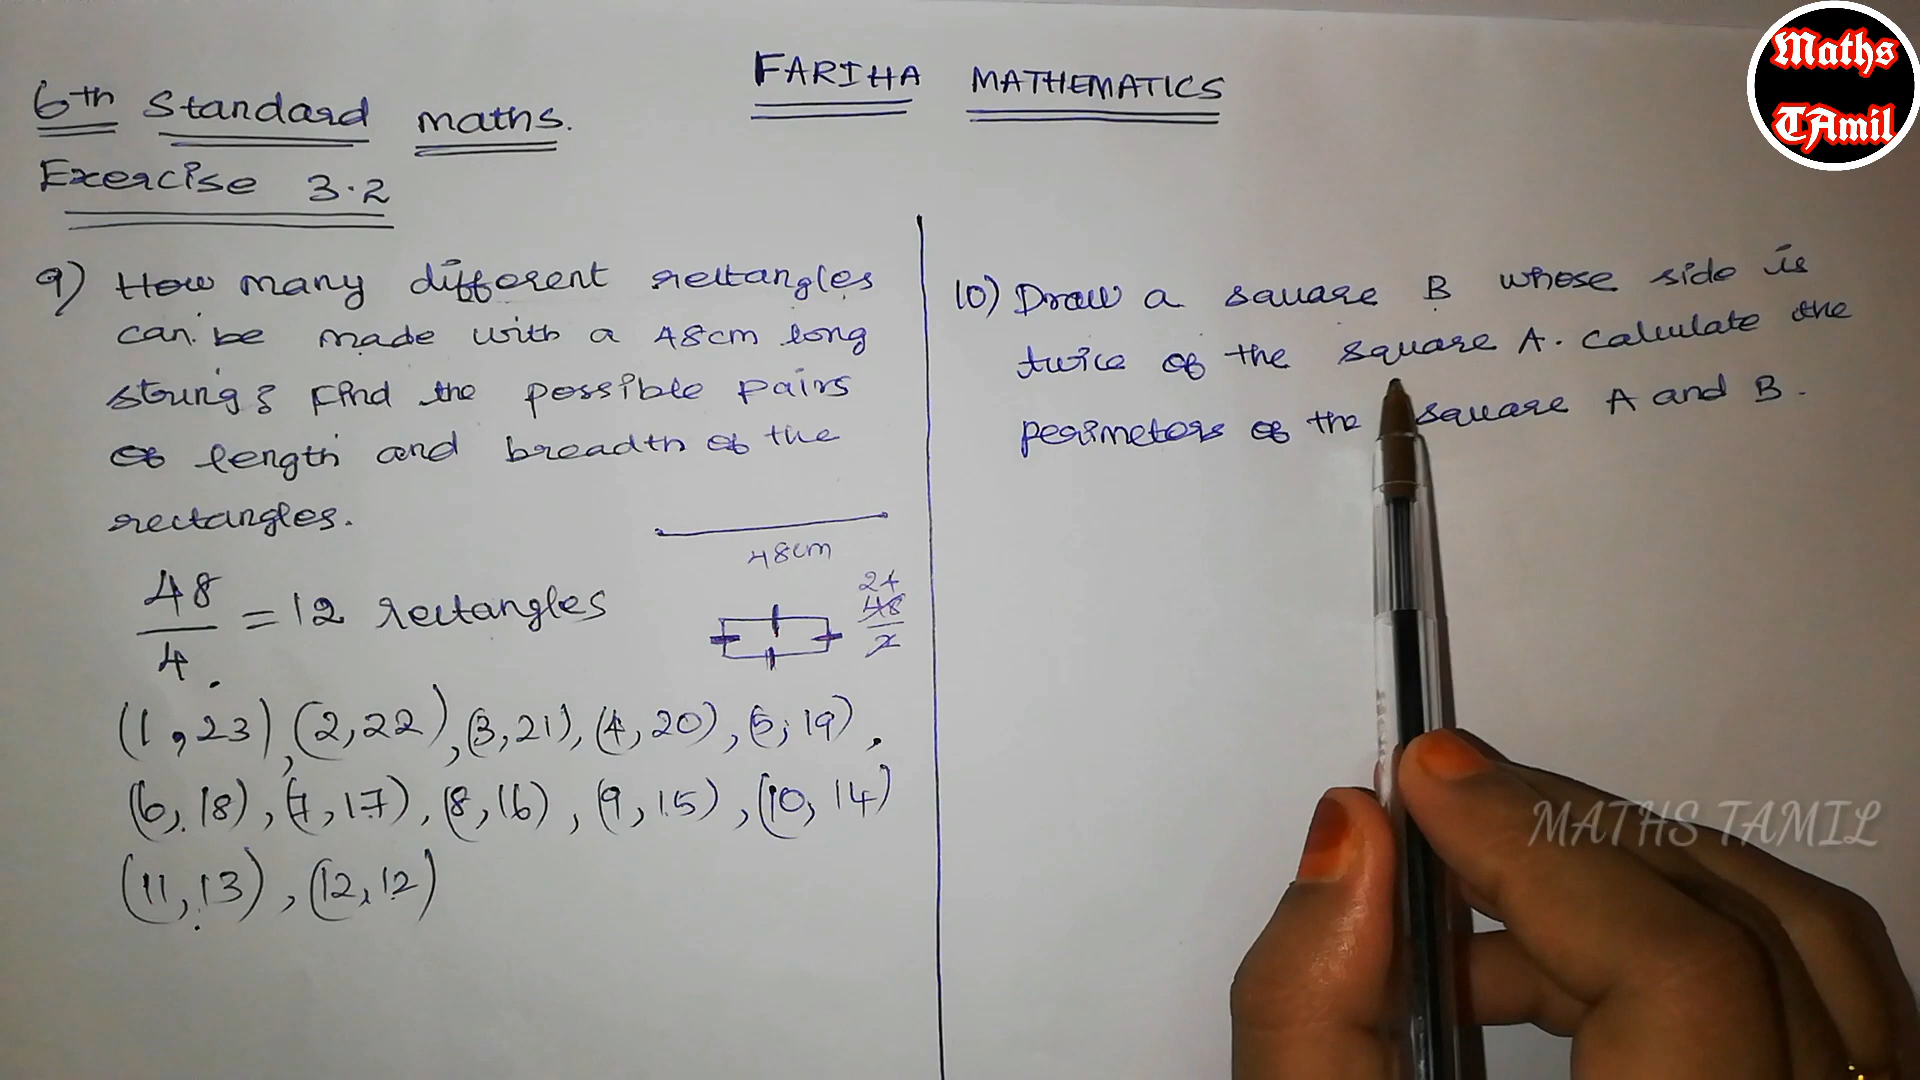 FARIHA MATHEMATICS
Maths
TAmil
6th Standard maths.
Exercise 3.2
9) How many different rectangles
can be made with a 48cm long
string? Find the possible pairs
of length and breadth of the
rectangles.
48cm
48/4 = 12 rectangles
24
48
2
(1,23), (2,22), (3,21), (4,20), (5,19),
(6,18), (7,17), (8,16), (9,15), (10,14)
(11,13), (12,12)
10) Draw a square B whose side is
twice of the square A. calculate the
perimeters of the square A and B.
MATHS TAMIL